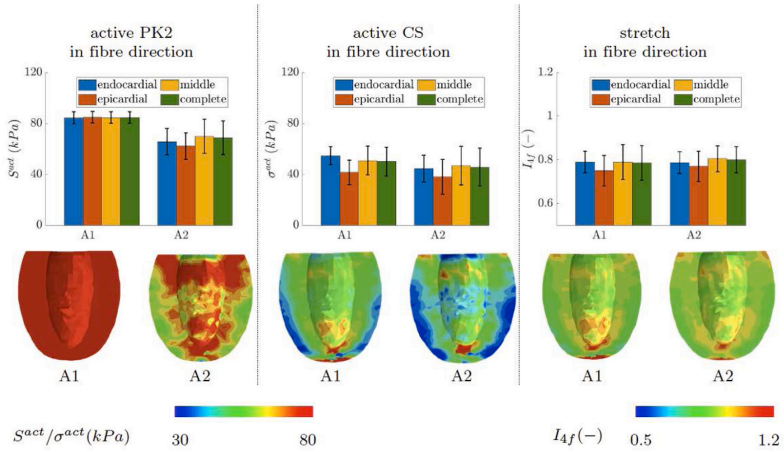 active PK2
in fibre direction
120
endocardial
middle
epicardial
complete
80
40
0
S^act (kPa)
A1
A2
active CS
in fibre direction
120
endocardial
middle
epicardial
complete
80
40
0
σ^act (kPa)
A1
A2
stretch
in fibre direction
1.2
endocardial
middle
epicardial
complete
1
0.8
0.6
I_4f (−)
A1
A2
A1
A2
A1
A2
A1
A2
S^act/σ^act(kPa)
30
80
I_4f(−)
0.5
1.2